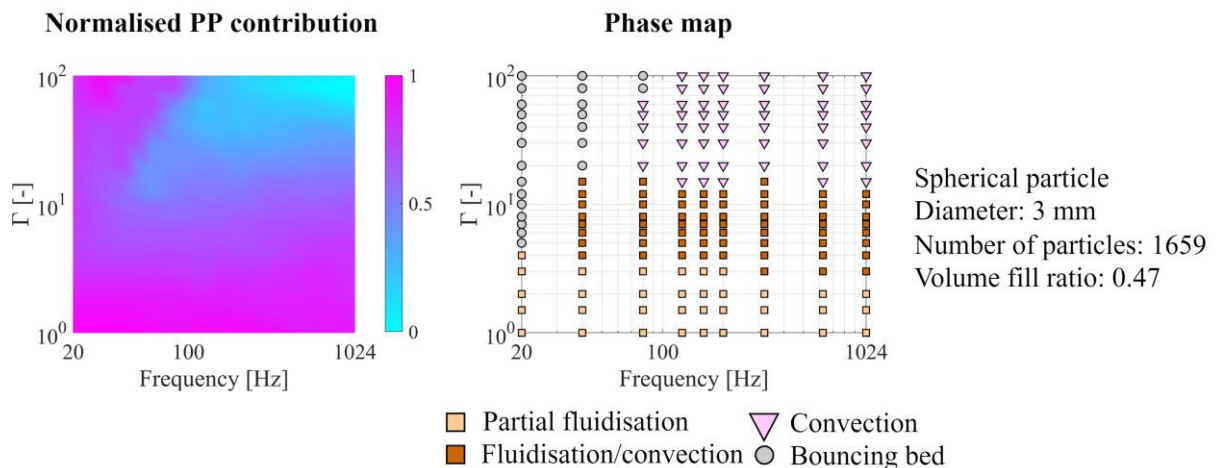 Normalised PP contribution
Phase map
10²
1
Γ [-]
10¹
0.5
10⁰
0
20
100
1024
Frequency [Hz]
10²
Γ [-]
10¹
10⁰
20
100
1024
Frequency [Hz]
Spherical particle
Diameter: 3 mm
Number of particles: 1659
Volume fill ratio: 0.47
Partial fluidisation
Convection
Fluidisation/convection
Bouncing bed